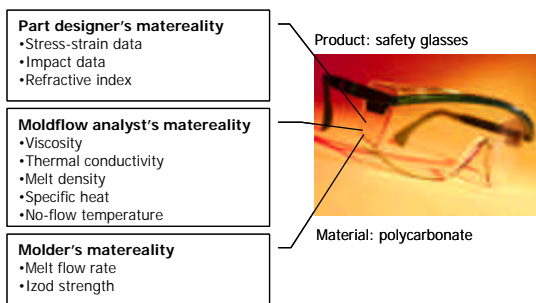 Part designer's matereality
•Stress-strain data
•Impact data
•Refractive index
Moldflow analyst's matereality
•Viscosity
•Thermal conductivity
•Melt density
•Specific heat
•No-flow temperature
Molder's matereality
•Melt flow rate
•Izod strength
Product: safety glasses
Material: polycarbonate